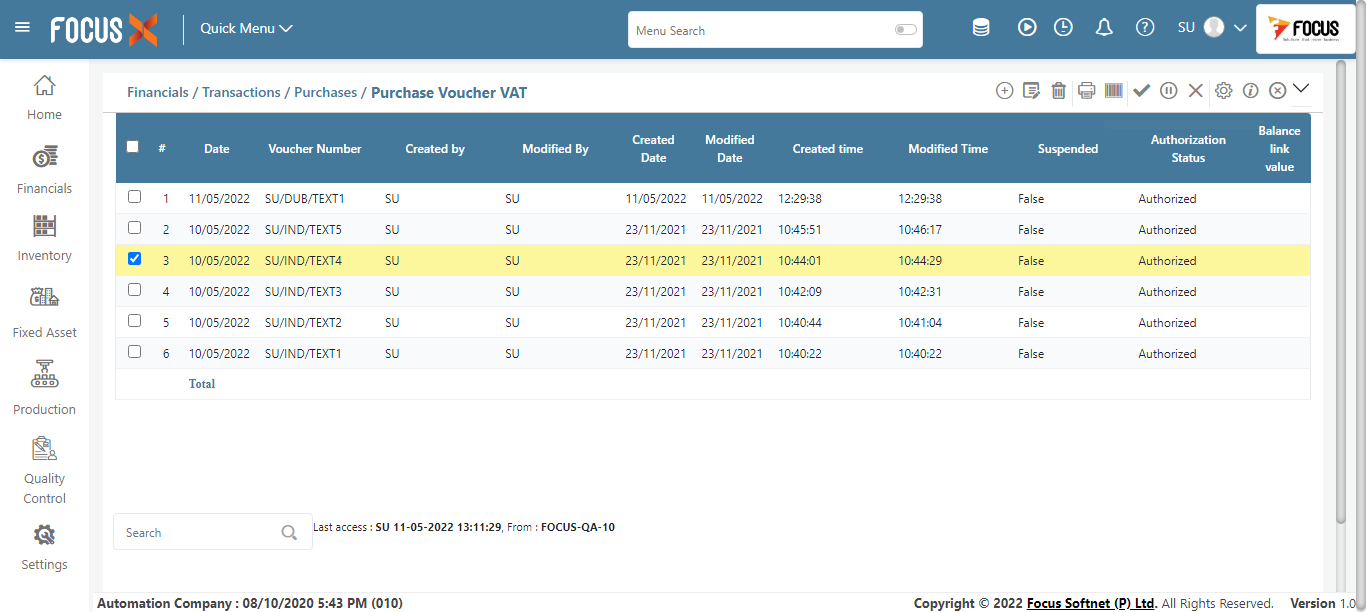 FOCUS X
Quick Menu
Menu Search
SU
FOCUS
Home
Financials
Inventory
Fixed Asset
Production
Quality
Control
Settings
Financials / Transactions / Purchases / Purchase Voucher VAT
# Date Voucher Number Created by Modified By Created Date Modified Date Created time Modified Time Suspended Authorization Status Balance link value
1 11/05/2022 SU/DUB/TEXT1 SU SU 11/05/2022 11/05/2022 12:29:38 12:29:38 False Authorized
2 10/05/2022 SU/IND/TEXT5 SU SU 23/11/2021 23/11/2021 10:45:51 10:46:17 False Authorized
3 10/05/2022 SU/IND/TEXT4 SU SU 23/11/2021 23/11/2021 10:44:01 10:44:29 False Authorized
4 10/05/2022 SU/IND/TEXT3 SU SU 23/11/2021 23/11/2021 10:42:09 10:42:31 False Authorized
5 10/05/2022 SU/IND/TEXT2 SU SU 23/11/2021 23/11/2021 10:40:44 10:41:04 False Authorized
6 10/05/2022 SU/IND/TEXT1 SU SU 23/11/2021 23/11/2021 10:40:22 10:40:22 False Authorized
Total
Search
Last access : SU 11-05-2022 13:11:29, From : FOCUS-QA-10
Automation Company : 08/10/2020 5:43 PM (010)
Copyright © 2022 Focus Softnet (P) Ltd. All Rights Reserved. Version 1.0